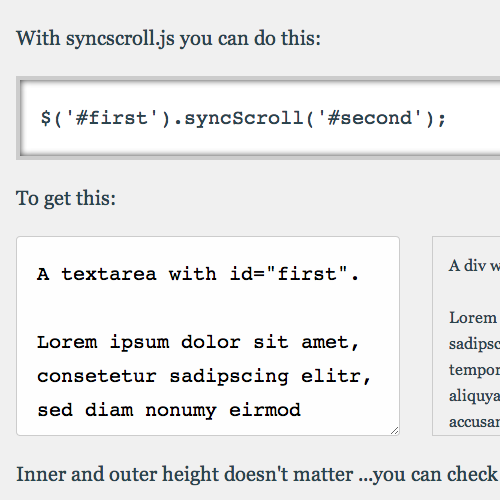 With syncscroll.js you can do this:
$('#first').syncScroll('#second');
To get this:
A textarea with id="first".
Lorem ipsum dolor sit amet,
consetetur sadipscing elitr,
sed diam nonumy eirmod
A div w
Lorem
sadipsc
tempor
aliquya
accusar
Inner and outer height doesn't matter ...you can check